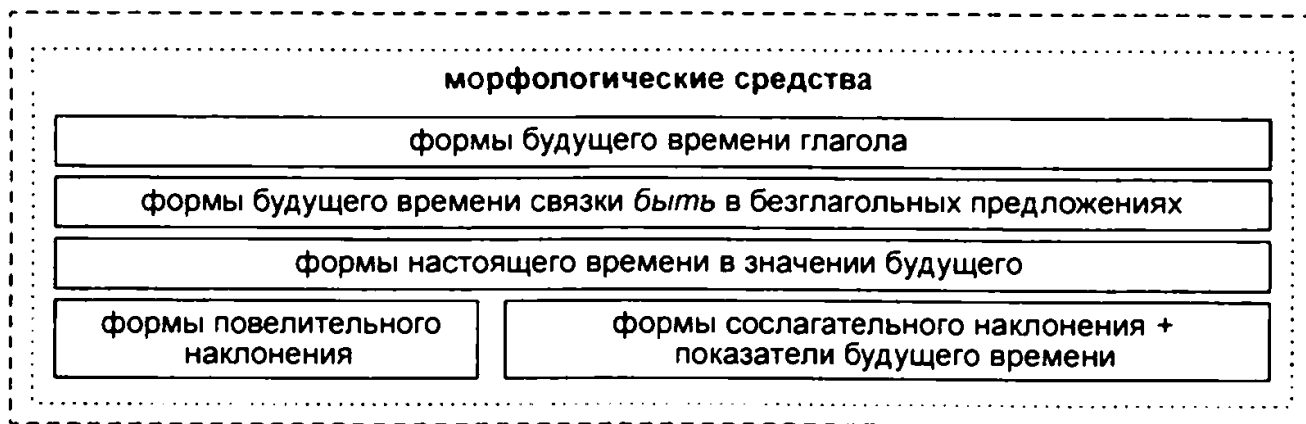 морфологические средства
формы будущего времени глагола
формы будущего времени связки быть в безглагольных предложениях
формы настоящего времени в значении будущего
формы повелительного
наклонения
формы сослагательного наклонения +
показатели будущего времени